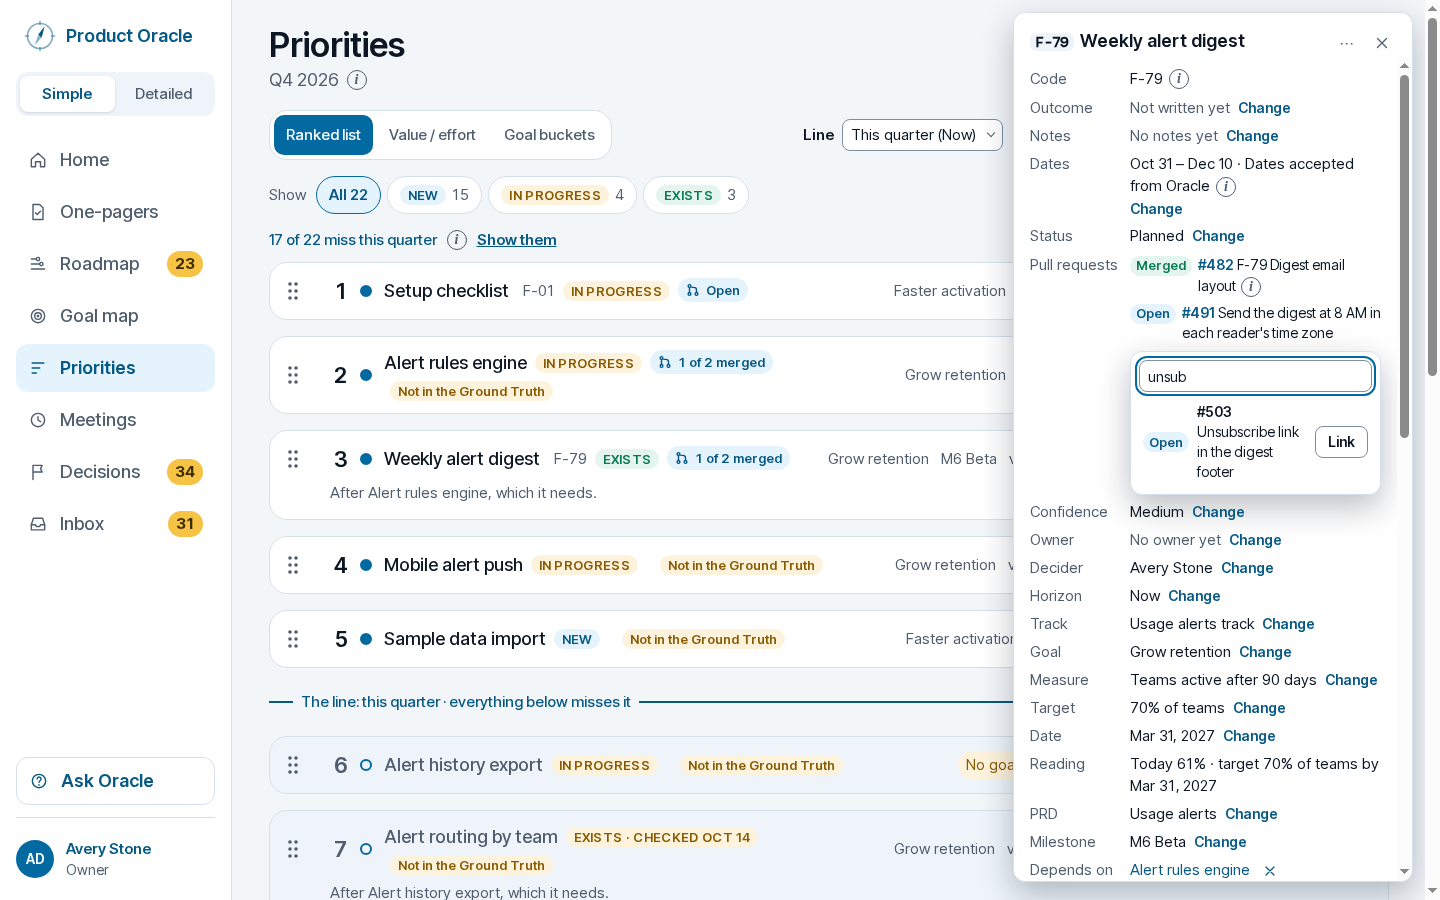 Product Oracle
Simple
Detailed
Home
One-pagers
Roadmap 23
Goal map
Priorities
Meetings
Decisions 34
Inbox 31
Ask Oracle
AD
Avery Stone
Owner
Priorities
Q4 2026 i
Ranked list
Value / effort
Goal buckets
Line This quarter (Now)
Show All 22 NEW 15 IN PROGRESS 4 EXISTS 3
17 of 22 miss this quarter i Show them
1 Setup checklist F-01 IN PROGRESS Open Faster activation
2 Alert rules engine IN PROGRESS 1 of 2 merged Grow retention
Not in the Ground Truth
3 Weekly alert digest F-79 EXISTS 1 of 2 merged Grow retention M6 Beta
After Alert rules engine, which it needs.
4 Mobile alert push IN PROGRESS Not in the Ground Truth Grow retention
5 Sample data import NEW Not in the Ground Truth Faster activation
The line: this quarter · everything below misses it
6 Alert history export IN PROGRESS Not in the Ground Truth No goa
7 Alert routing by team EXISTS · CHECKED OCT 14 Grow retention
Not in the Ground Truth
After Alert history export, which it needs.
F-79 Weekly alert digest ...
Code F-79 i
Outcome Not written yet Change
Notes No notes yet Change
Dates Oct 31 – Dec 10 · Dates accepted
from Oracle i
Change
Status Planned Change
Pull requests Merged #482 F-79 Digest email
layout i
Open #491 Send the digest at 8 AM in
each reader's time zone
unsub
#503
Open Unsubscribe link
in the digest
footer
Link
Confidence Medium Change
Owner No owner yet Change
Decider Avery Stone Change
Horizon Now Change
Track Usage alerts track Change
Goal Grow retention Change
Measure Teams active after 90 days Change
Target 70% of teams Change
Date Mar 31, 2027 Change
Reading Today 61% · target 70% of teams by
Mar 31, 2027
PRD Usage alerts Change
Milestone M6 Beta Change
Depends on Alert rules engine